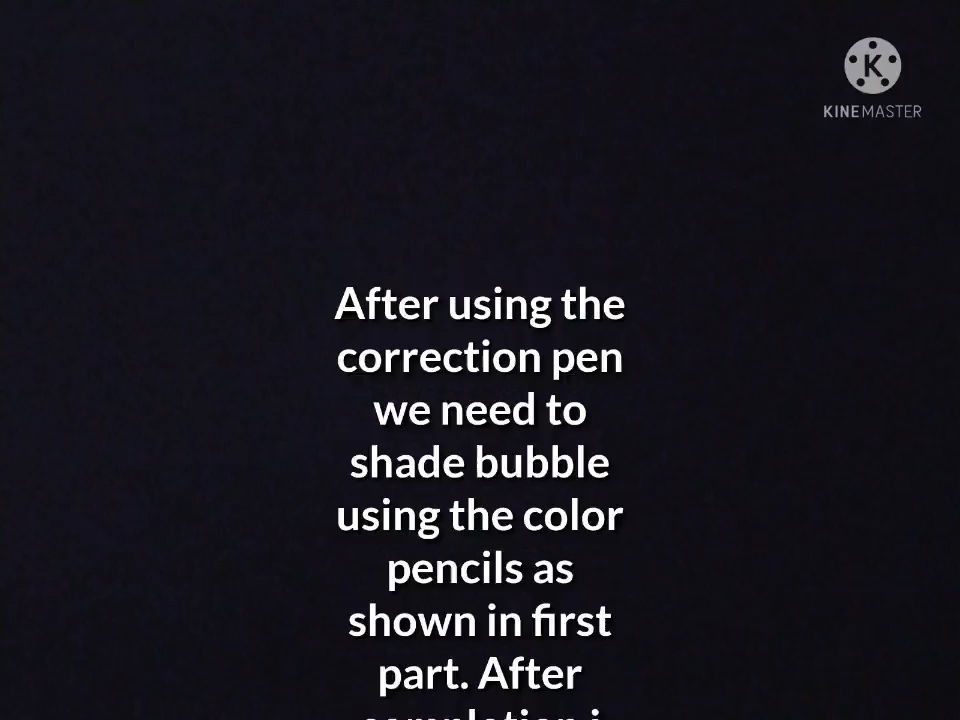 K
KINEMASTER
After using the
correction pen
we need to
shade bubble
using the color
pencils as
shown in first
part. After